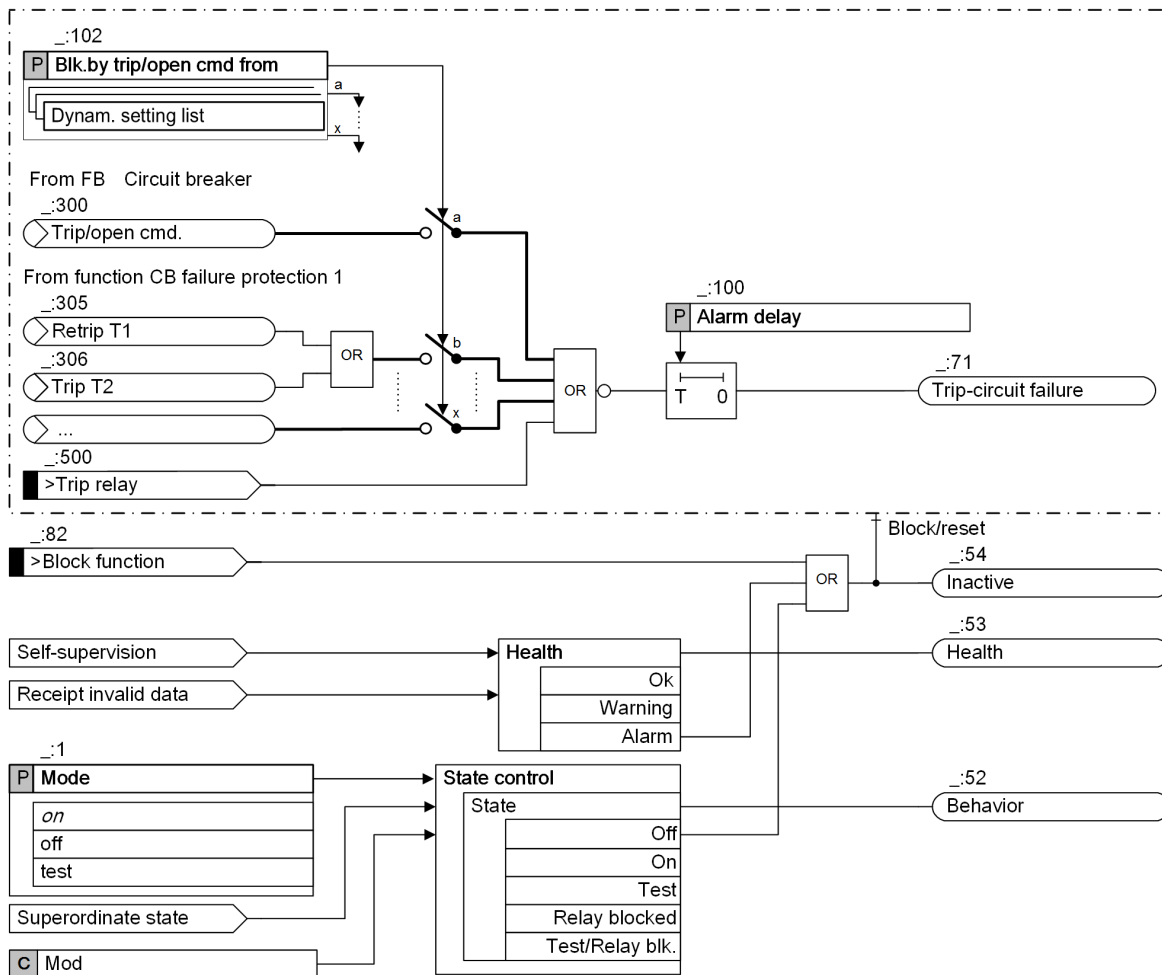 _:102
P Blk.by trip/open cmd from
a
Dynam. setting list
x
From FB Circuit breaker
_:300
Trip/open cmd.
a
From function CB failure protection 1
_:305
Retrip T1
_:306
Trip T2
OR
b
...
x
_:500
>Trip relay
OR
_:100
P Alarm delay
T 0
_:71
Trip-circuit failure
_:82
>Block function
OR
Block/reset
_:54
Inactive
_:53
Health
Self-supervision
Receipt invalid data
Health
Ok
Warning
Alarm
_:1
P Mode
on
off
test
Superordinate state
C Mod
State control
State
Off
On
Test
Relay blocked
Test/Relay blk.
_:52
Behavior